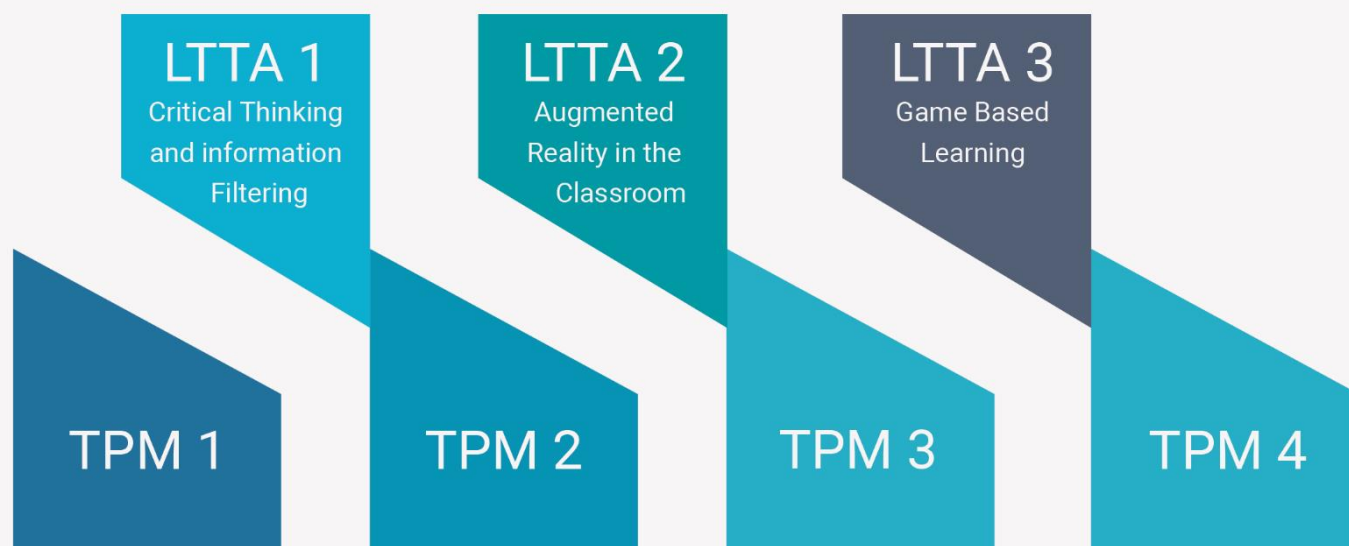 LTTA 1
Critical Thinking
and information
Filtering
LTTA 2
Augmented
Reality in the
Classroom
LTTA 3
Game Based
Learning
TPM 1
TPM 2
TPM 3
TPM 4